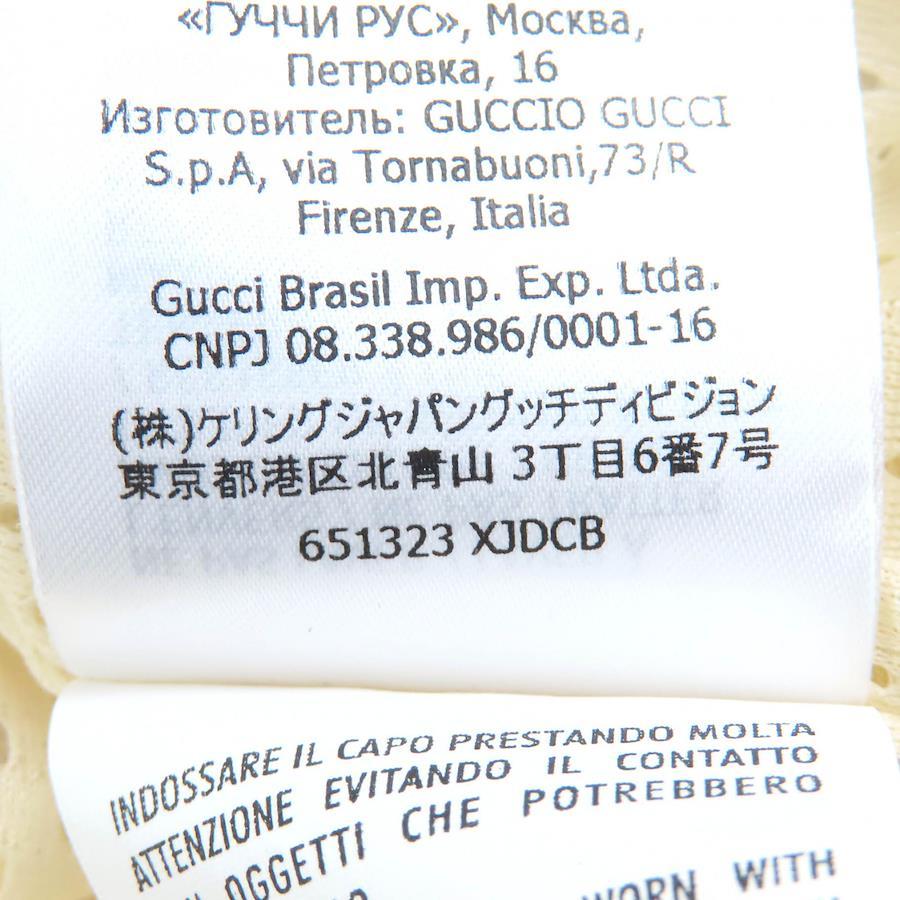 «ГУЧЧИ РУС», Москва,
Петровка, 16
Изготовитель: GUCCIO GUCCI
S.p.A, via Tornabuoni,73/R
Firenze, Italia
Gucci Brasil Imp. Exp. Ltda.
CNPJ 08.338.986/0001-16
(株)ケリングジャパングッチディビジョン
東京都港区北青山 3丁目6番7号
651323 XJDCB
INDOSSARE IL CAPO PRESTANDO MOLTA
ATTENZIONE EVITANDO IL CONTATTO
OGGETTI CHE POTREBBERO
WORN WITH